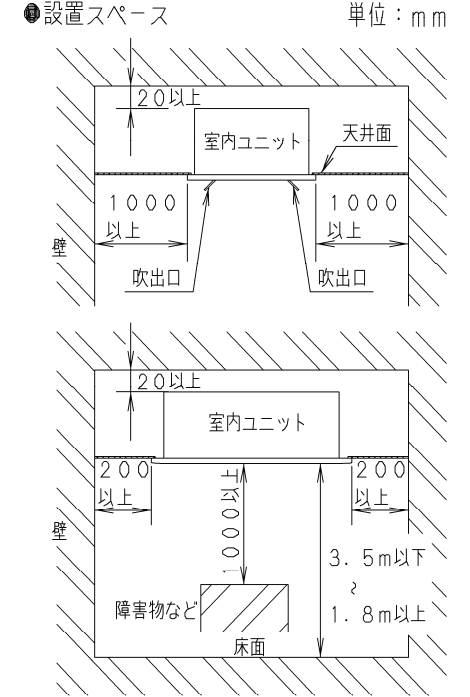 ●設置スペース 単位：mm
20以上
室内ユニット
天井面
1000
以上
1000
以上
壁
吹出口
吹出口
20以上
室内ユニット
200
以上
200
以上
1000以上
壁
3.5m以下
～
1.8m以上
障害物など
床面